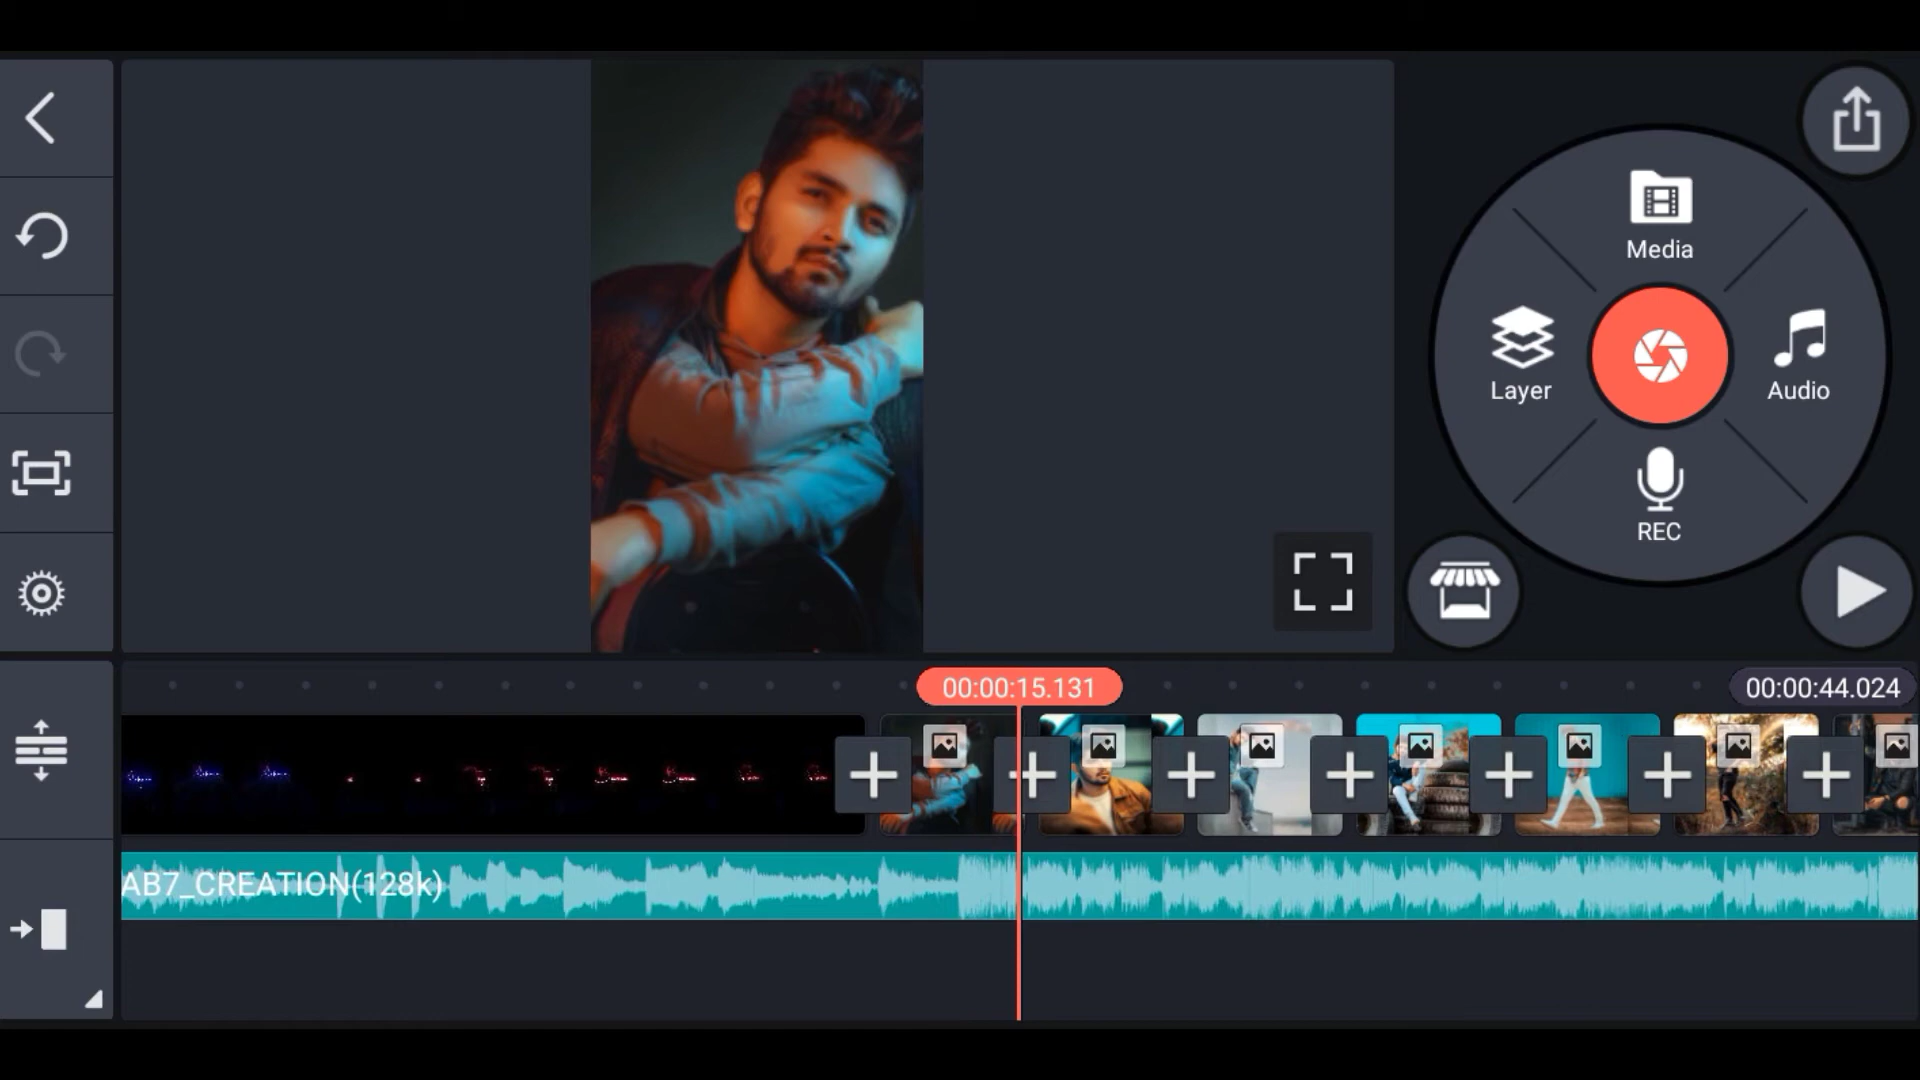 Media
Layer
Audio
REC
00:00:15.131
00:00:44.024
AB7_CREATION(128k)